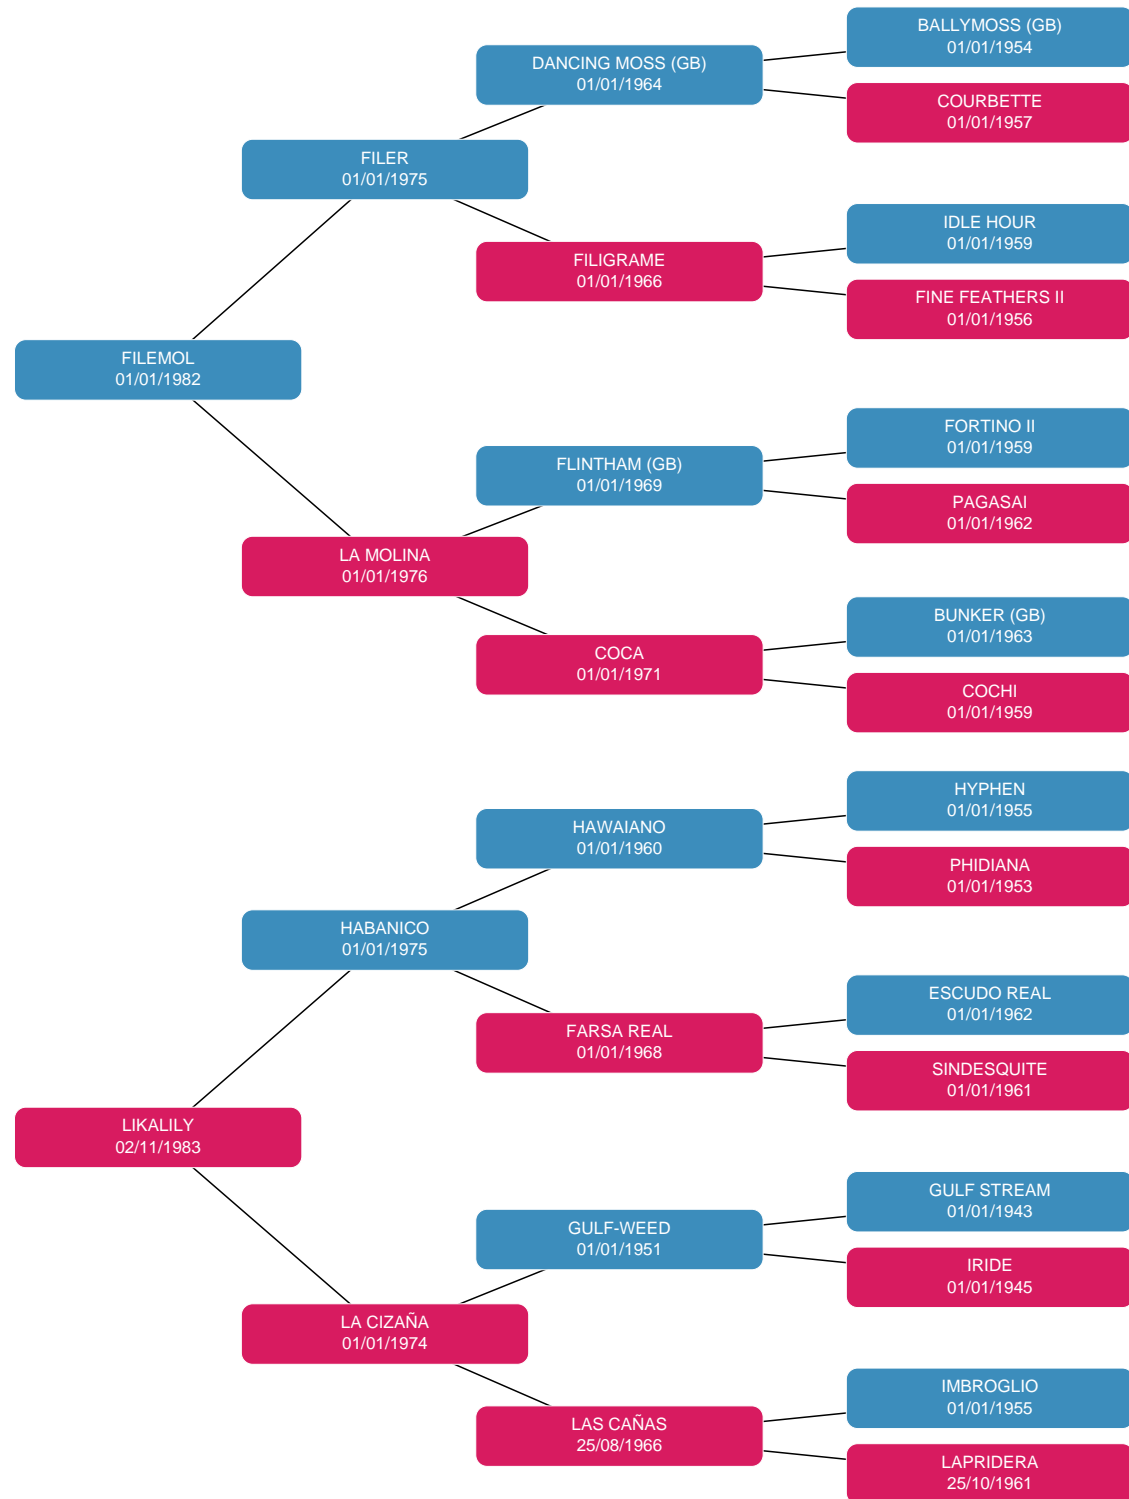 BALLYMOSS (GB)
01/01/1954
DANCING MOSS (GB)
01/01/1964
COURBETTE
01/01/1957
FILER
01/01/1975
IDLE HOUR
01/01/1959
FILIGRAME
01/01/1966
FINE FEATHERS II
01/01/1956
FILEMOL
01/01/1982
FORTINO II
01/01/1959
FLINTHAM (GB)
01/01/1969
PAGASAI
01/01/1962
LA MOLINA
01/01/1976
BUNKER (GB)
01/01/1963
COCA
01/01/1971
COCHI
01/01/1959
HYPHEN
01/01/1955
HAWAIANO
01/01/1960
PHIDIANA
01/01/1953
HABANICO
01/01/1975
ESCUDO REAL
01/01/1962
FARSA REAL
01/01/1968
SINDESQUITE
01/01/1961
LIKALILY
02/11/1983
GULF STREAM
01/01/1943
GULF-WEED
01/01/1951
IRIDE
01/01/1945
LA CIZAÑA
01/01/1974
IMBROGLIO
01/01/1955
LAS CAÑAS
25/08/1966
LAPRIDERA
25/10/1961